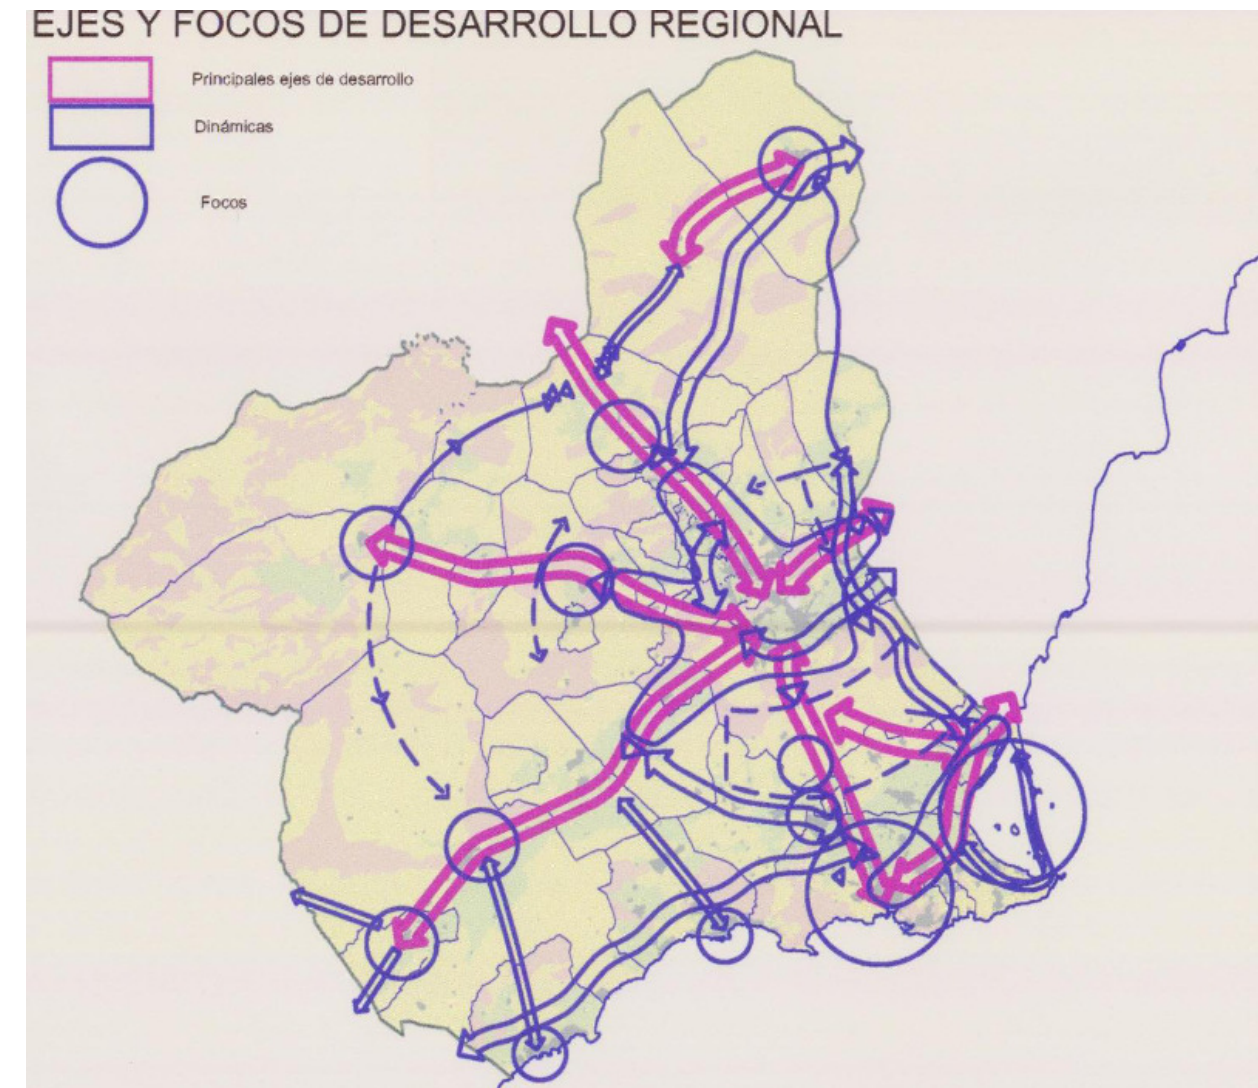 EJES Y FOCOS DE DESARROLLO REGIONAL
Principales ejes de desarrollo
Dinámicas
Focos